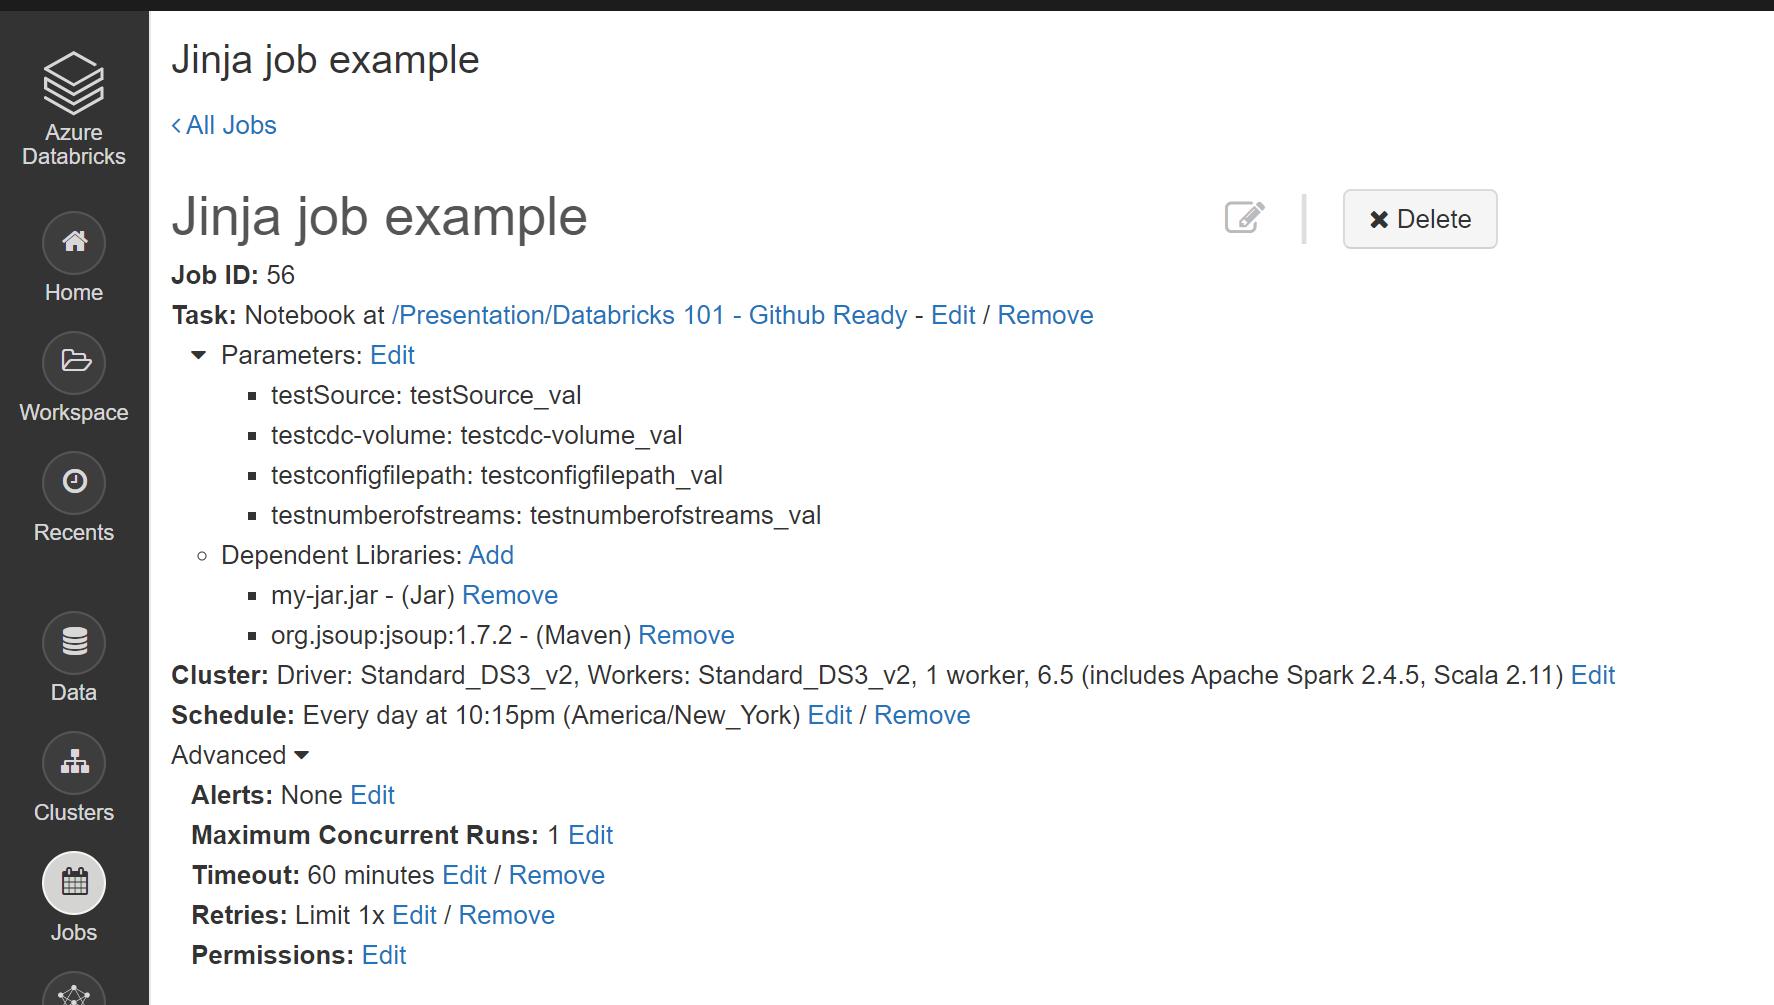 Azure
Databricks
Home
Workspace
Recents
Data
Clusters
Jobs
Jinja job example
All Jobs
Jinja job example
Delete
Job ID: 56
Task: Notebook at /Presentation/Databricks 101 - Github Ready - Edit / Remove
Parameters: Edit
testSource: testSource_val
testcdc-volume: testcdc-volume_val
testconfigfilepath: testconfigfilepath_val
testnumberofstreams: testnumberofstreams_val
Dependent Libraries: Add
my-jar.jar - (Jar) Remove
org.jsoup:jsoup:1.7.2 - (Maven) Remove
Cluster: Driver: Standard_DS3_v2, Workers: Standard_DS3_v2, 1 worker, 6.5 (includes Apache Spark 2.4.5, Scala 2.11) Edit
Schedule: Every day at 10:15pm (America/New_York) Edit / Remove
Advanced
Alerts: None Edit
Maximum Concurrent Runs: 1 Edit
Timeout: 60 minutes Edit / Remove
Retries: Limit 1x Edit / Remove
Permissions: Edit